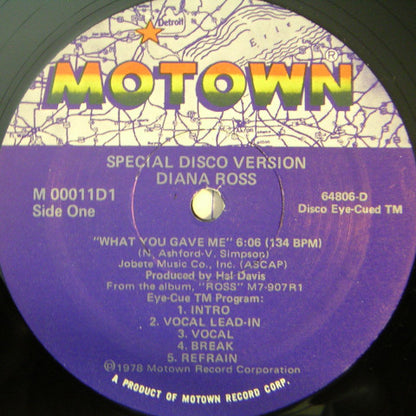 Detroit
Erie
MOTOWN®
SPECIAL DISCO VERSION
DIANA ROSS
M 00011D1
Side One
64806-D
Disco Eye-Cued TM
"WHAT YOU GAVE ME" 6:06 (134 BPM)
(N. Ashford-V. Simpson)
Jobete Music Co., Inc. (ASCAP)
Produced by Hal Davis
From the album, "ROSS" M7-907R1
Eye-Cue TM Program:
1. INTRO
2. VOCAL LEAD-IN
3. VOCAL
4. BREAK
5. REFRAIN
℗1978 Motown Record Corporation
A PRODUCT OF MOTOWN RECORD CORP.